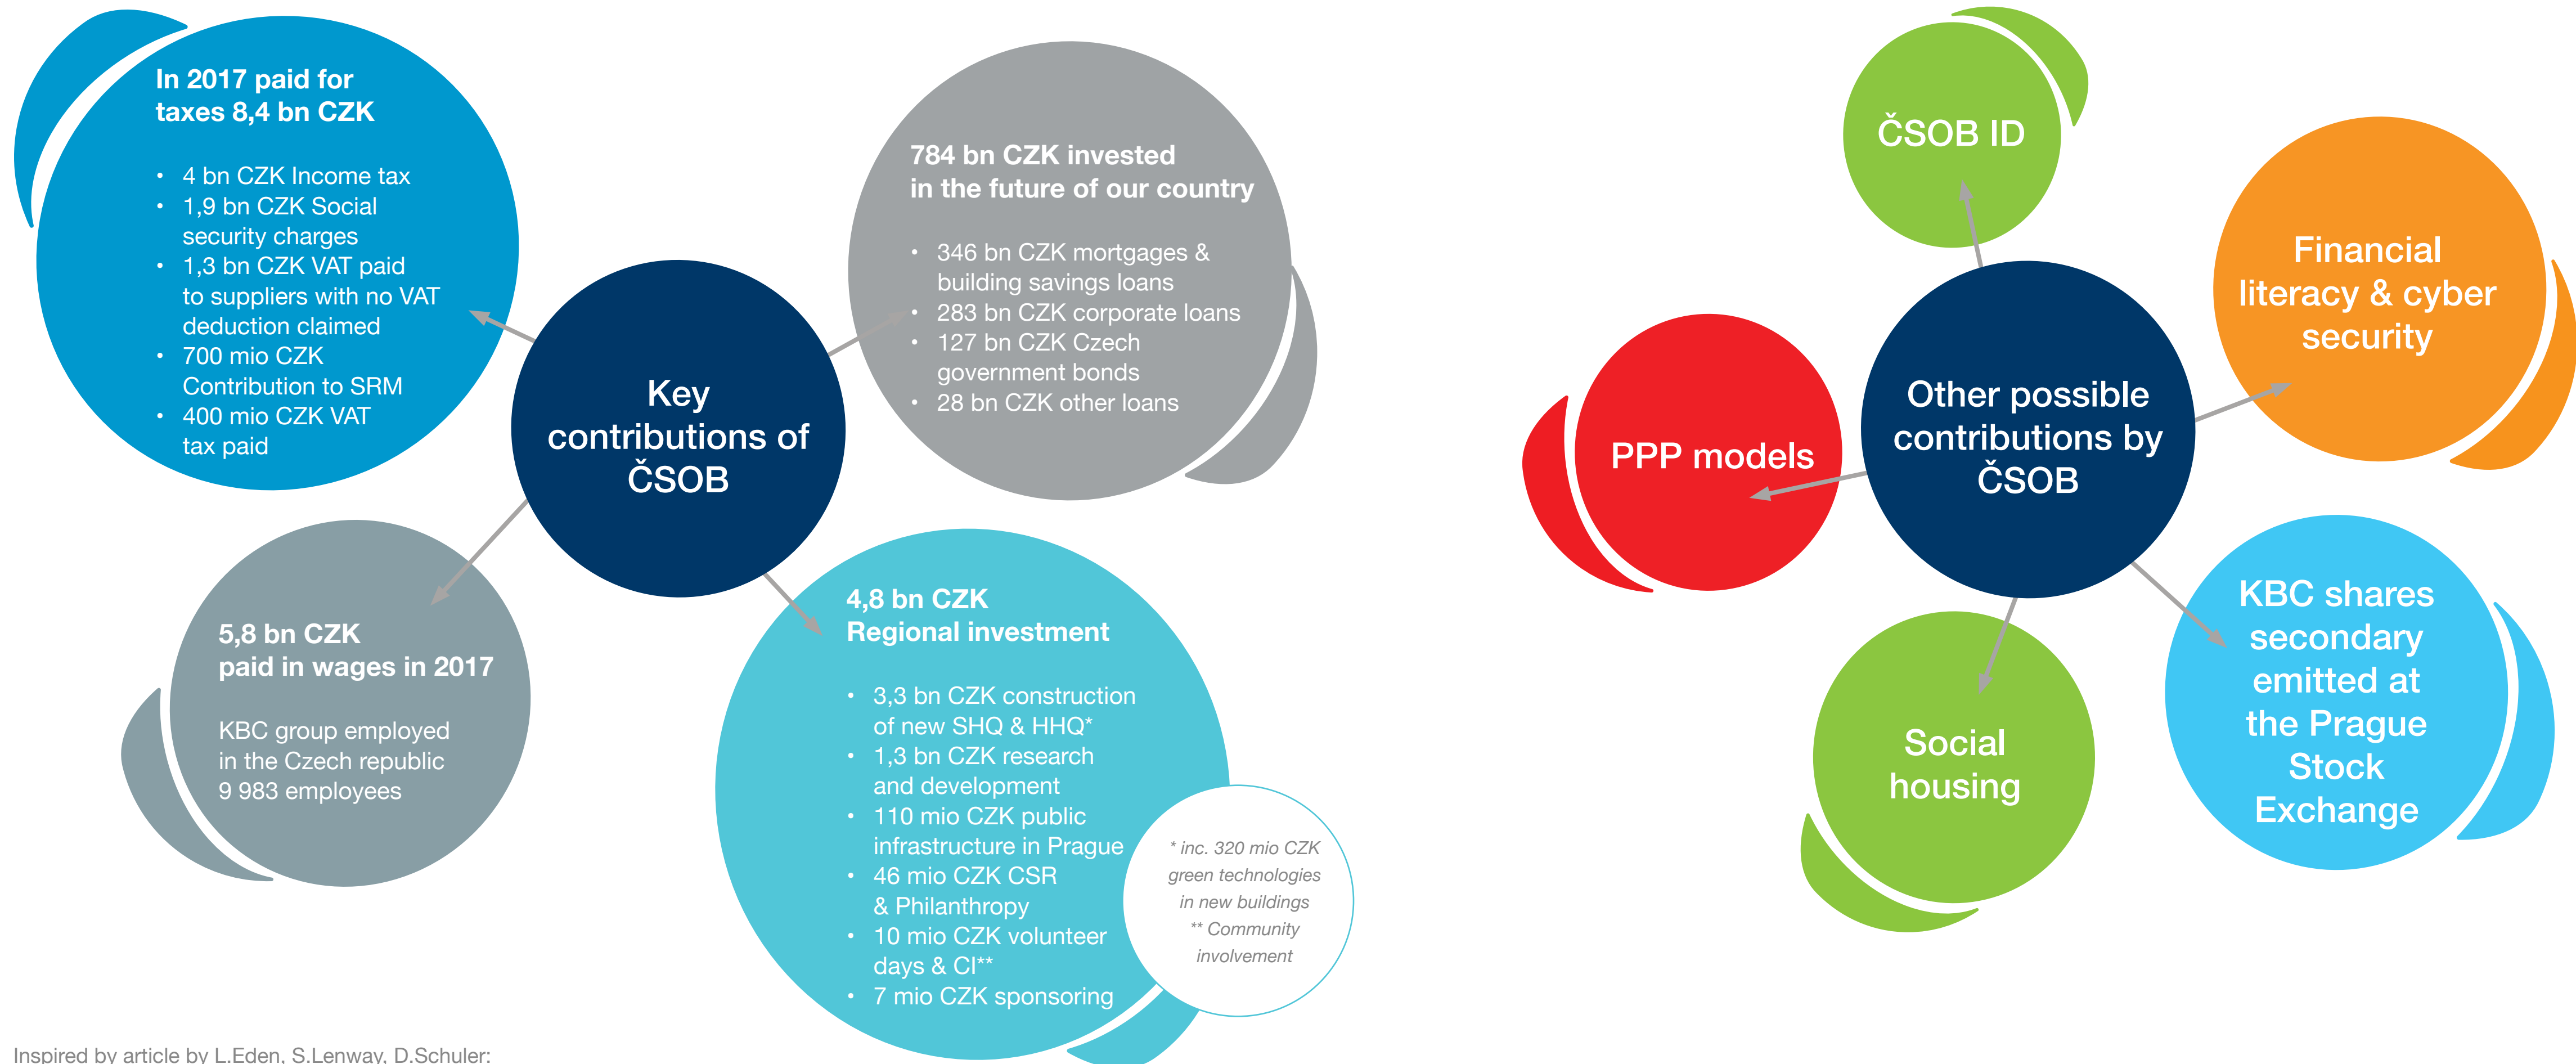 In 2017 paid for
taxes 8,4 bn CZK
• 4 bn CZK Income tax
• 1,9 bn CZK Social
security charges
• 1,3 bn CZK VAT paid
to suppliers with no VAT
deduction claimed
• 700 mio CZK
Contribution to SRM
• 400 mio CZK VAT
tax paid
784 bn CZK invested
in the future of our country
• 346 bn CZK mortgages &
building savings loans
• 283 bn CZK corporate loans
• 127 bn CZK Czech
government bonds
• 28 bn CZK other loans
Key
contributions of
ČSOB
5,8 bn CZK
paid in wages in 2017
KBC group employed
in the Czech republic
9 983 employees
4,8 bn CZK
Regional investment
• 3,3 bn CZK construction
of new SHQ & HHQ*
• 1,3 bn CZK research
and development
• 110 mio CZK public
infrastructure in Prague
• 46 mio CZK CSR
& Philanthropy
• 10 mio CZK volunteer
days & CI**
• 7 mio CZK sponsoring
* inc. 320 mio CZK
green technologies
in new buildings
** Community
involvement
ČSOB ID
Financial
literacy & cyber
security
PPP models
Other possible
contributions by
ČSOB
KBC shares
secondary
emitted at
the Prague
Stock
Exchange
Social
housing
Inspired by article by L.Eden, S.Lenway, D.Schuler: